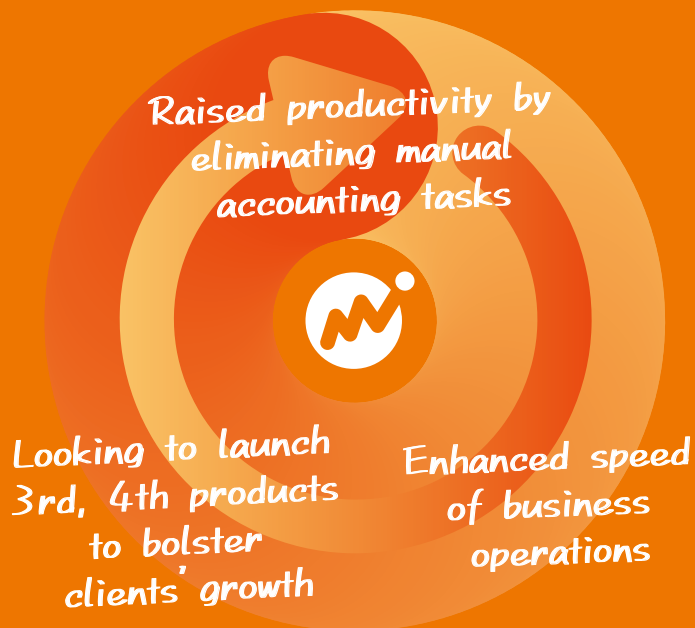 Raised productivity by
eliminating manual
accounting tasks
Looking to launch
3rd, 4th products
to bolster
clients' growth
Enhanced speed
of business
operations